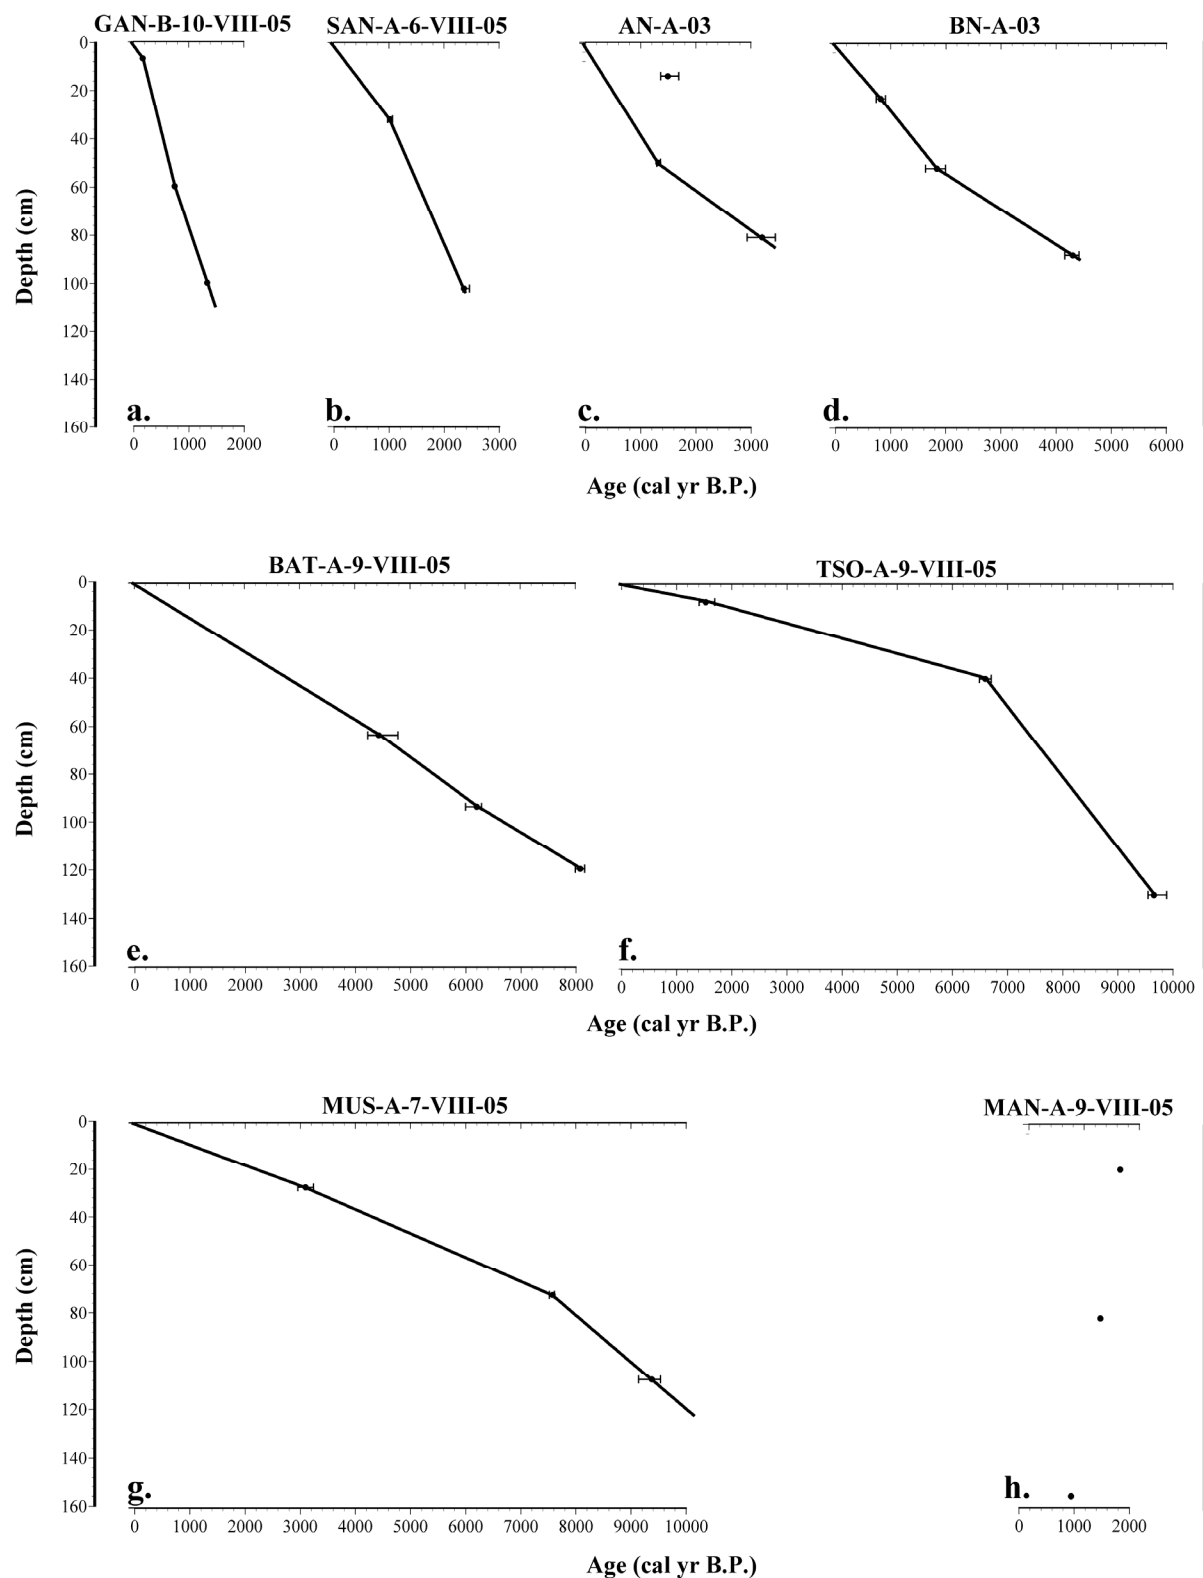 GAN-B-10-VIII-05 SAN-A-6-VIII-05 AN-A-03 BN-A-03
0
20
40
60
80
100
120
140
160
Depth (cm)
a. b. c. d.
0 1000 2000 0 1000 2000 3000 0 1000 2000 3000 0 1000 2000 3000 4000 5000 6000
Age (cal yr B.P.)
BAT-A-9-VIII-05 TSO-A-9-VIII-05
0
20
40
60
80
100
120
140
160
Depth (cm)
e. f.
0 1000 2000 3000 4000 5000 6000 7000 8000 0 1000 2000 3000 4000 5000 6000 7000 8000 9000 10000
Age (cal yr B.P.)
MUS-A-7-VIII-05 MAN-A-9-VIII-05
0
20
40
60
80
100
120
140
160
Depth (cm)
g. h.
0 1000 2000 3000 4000 5000 6000 7000 8000 9000 10000 0 1000 2000
Age (cal yr B.P.)